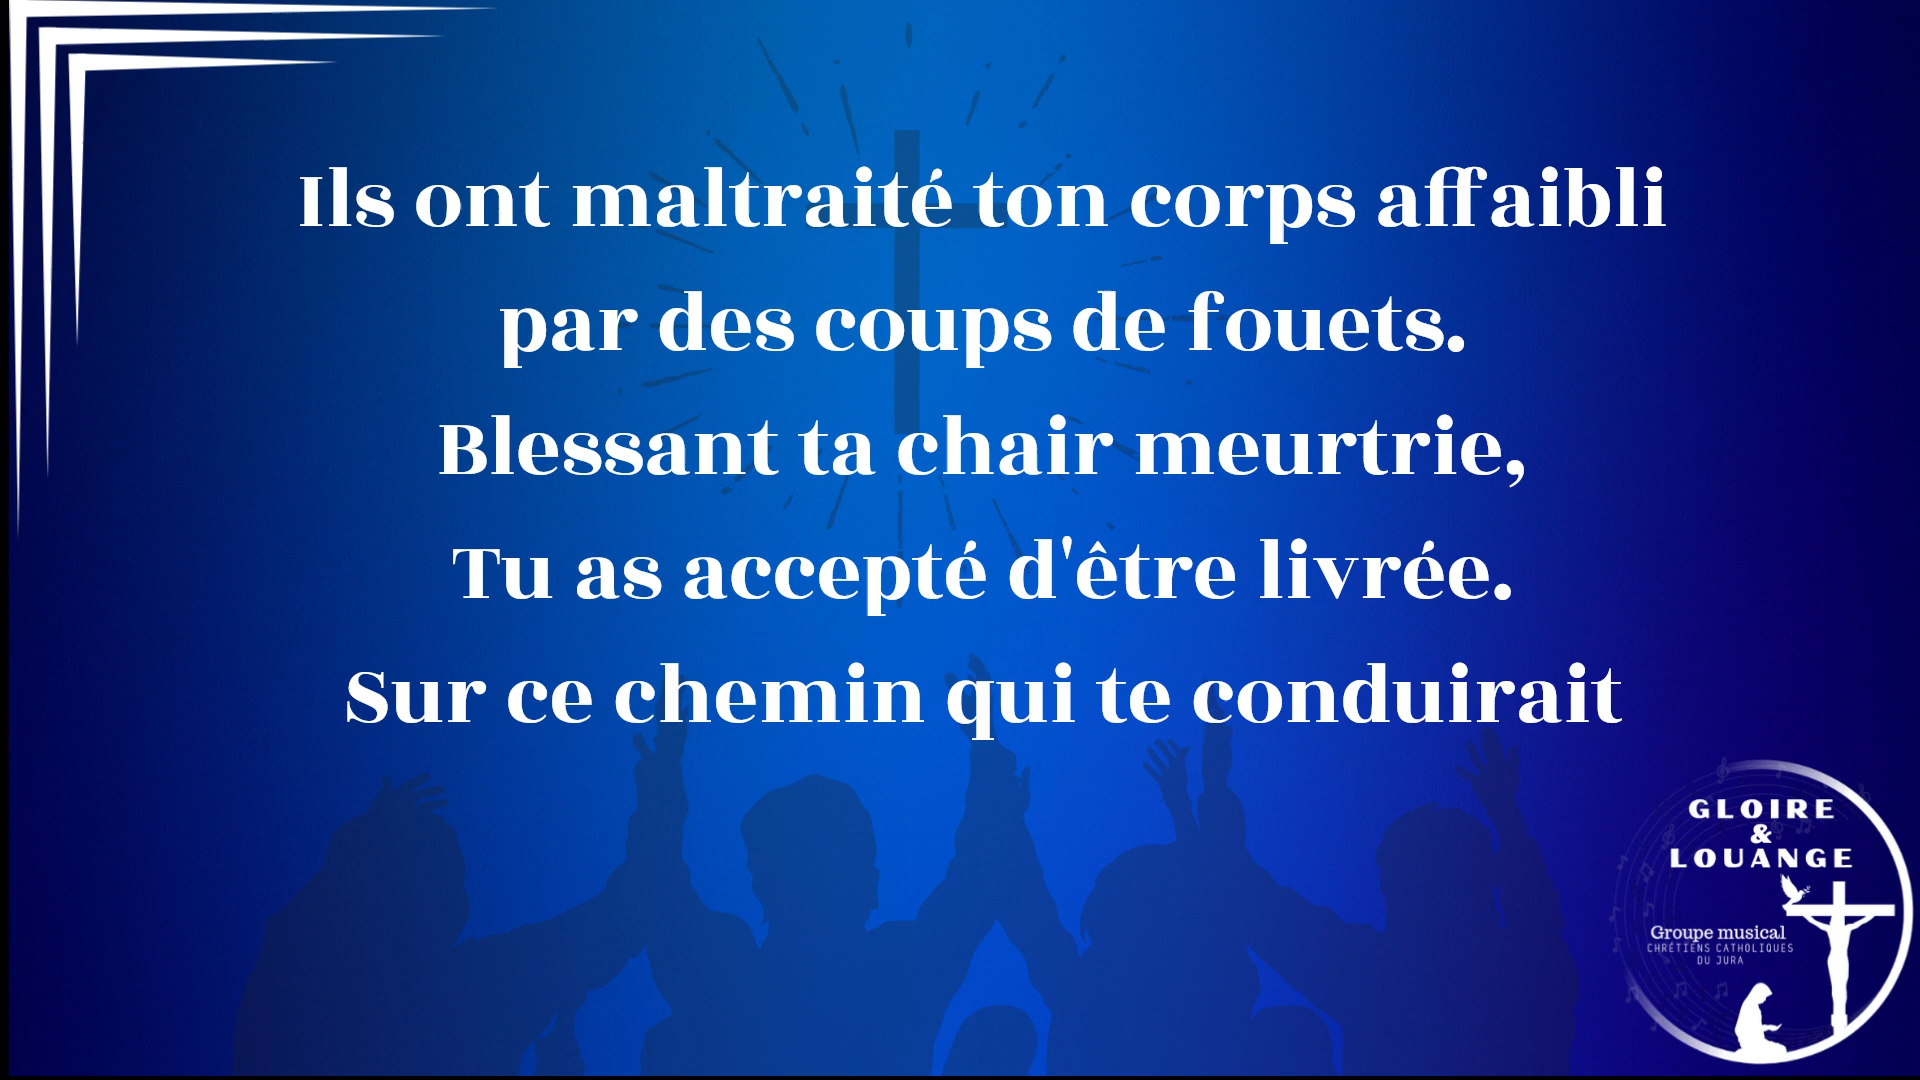 Ils ont maltraité ton corps affaibli
par des coups de fouets.
Blessant ta chair meurtrie,
Tu as accepté d'être livrée.
Sur ce chemin qui te conduirait
GLOIRE
&
LOUANGE
Groupe musical
CHRÉTIENS CATHOLIQUES
DU JURA